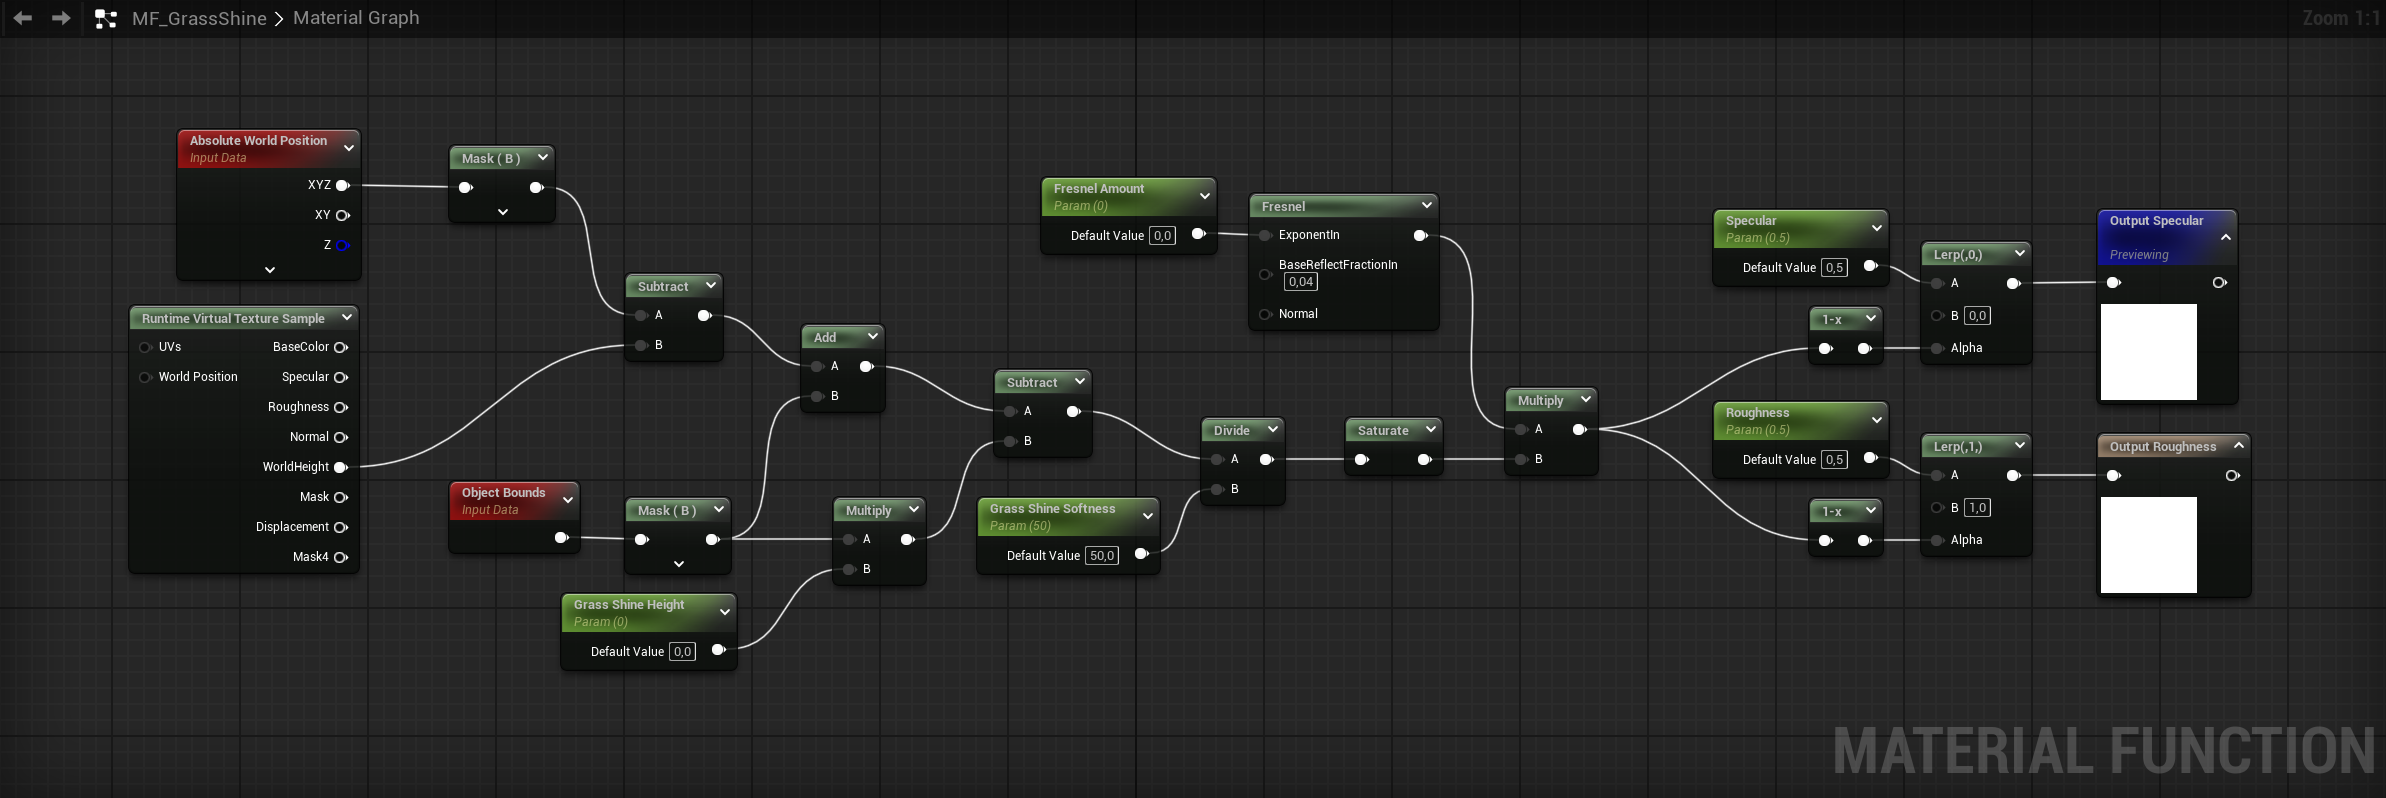 MF_GrassShine > Material Graph
Zoom 1:1
Absolute World Position
Input Data
XYZ
XY
Z
Mask ( B )
Runtime Virtual Texture Sample
UVs BaseColor
World Position Specular
Roughness
Normal
WorldHeight
Mask
Displacement
Mask4
Subtract
A
B
Object Bounds
Input Data
Mask ( B )
Grass Shine Height
Param (0)
Default Value 0,0
Add
A
B
Multiply
A
B
Subtract
A
B
Grass Shine Softness
Param (50)
Default Value 50,0
Fresnel Amount
Param (0)
Default Value 0,0
Fresnel
ExponentIn
BaseReflectFractionIn
0,04
Normal
Divide
A
B
Saturate
Multiply
A
B
Specular
Param (0.5)
Default Value 0,5
1-x
Lerp(,0,)
A
B 0,0
Alpha
Output Specular
Previewing
Roughness
Param (0.5)
Default Value 0,5
1-x
Lerp(,1,)
A
B 1,0
Alpha
Output Roughness
MATERIAL FUNCTION